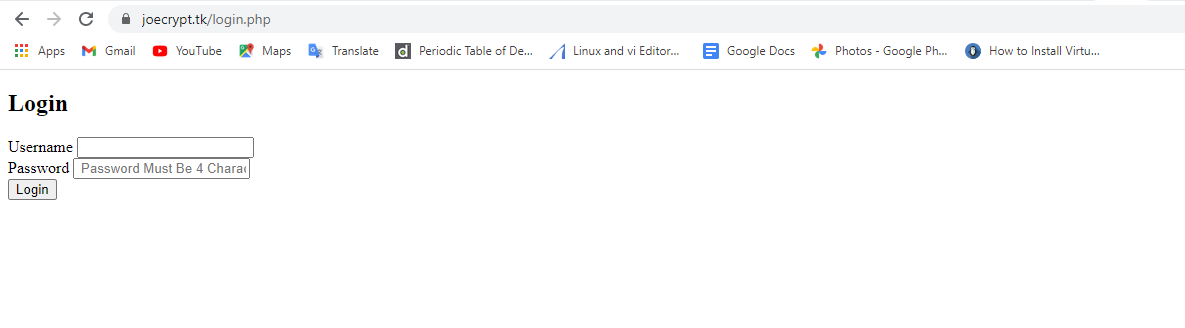 joecrypt.tk/login.php
Apps Gmail YouTube Maps Translate Periodic Table of De... Linux and vi Editor... Google Docs Photos - Google Ph... How to Install Virtu...
Login
Username
Password Password Must Be 4 Charac
Login